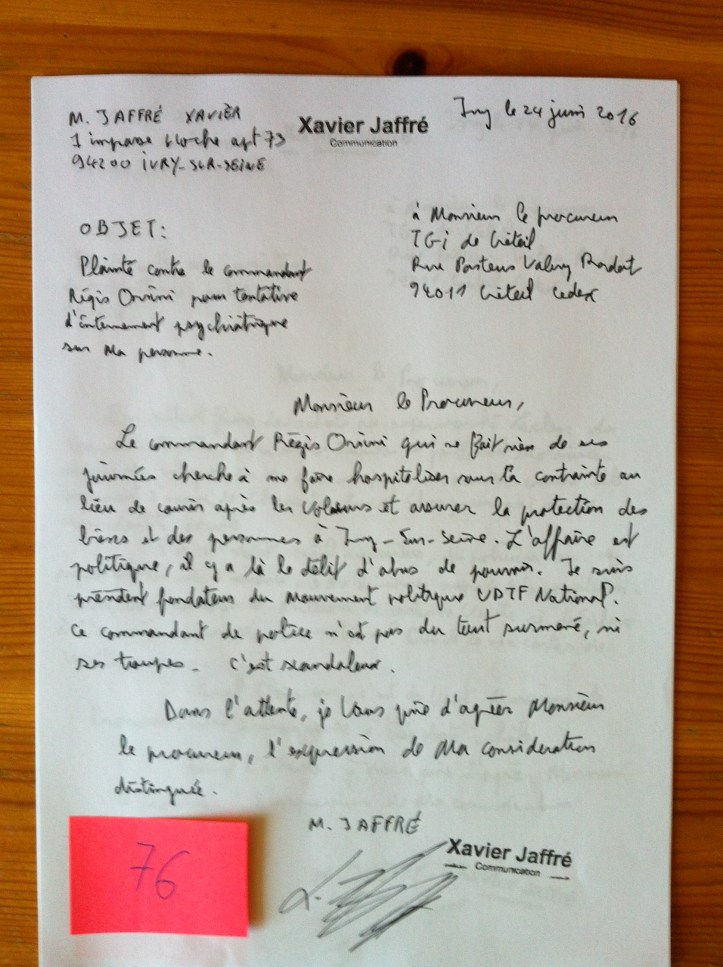 M. JAFFRÉ XAVIÈR
1 impasse apt 73
94200 IVRY-SUR-SEINE
Xavier Jaffré
Communication
Ivry le 24 juin 2016
à Monsieur le procureur
TGI de Créteil
Rue Pasteur Valery Radot
94011 Créteil Cedex
OBJET:
Plainte contre le commandant
Régis pour tentative
d'internement psychiatrique
sur Ma personne.
Monsieur le Procureur,
Le commandant Régis qui ne fait rien de ses
journées cherche à me faire hospitaliser sous la contrainte au
lieu de courir après les voleurs et assurer la protection des
biens et des personnes à Ivry-Sur-Seine. L'affaire est
politique, il y a là le délit d'abus de pouvoir. Je suis
président fondateur du Mouvement politique UDTF National.
Ce commandant de police n'est pas du tout surmené, ni
ses troupes. C'est scandaleux.
Dans l'attente, je Vous prie d'agréer Monsieur
le procureur, l'expression de Ma considération
distinguée.
M. JAFFRÉ
Xavier Jaffré
Communication
76